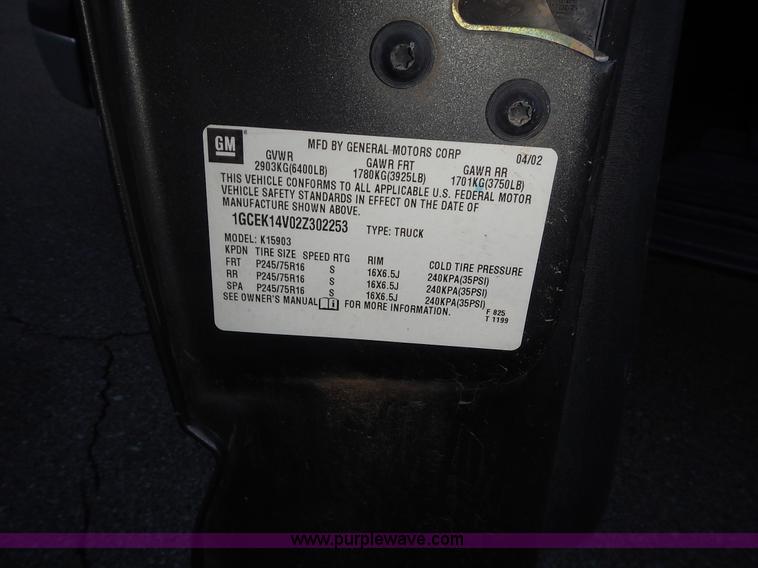 GM ®
MFD BY GENERAL MOTORS CORP 04/02
GVWR GAWR FRT GAWR RR
2903KG(6400LB) 1780KG(3925LB) 1701KG(3750LB)
THIS VEHICLE CONFORMS TO ALL APPLICABLE U.S. FEDERAL MOTOR
VEHICLE SAFETY STANDARDS IN EFFECT ON THE DATE OF
MANUFACTURE SHOWN ABOVE.
1GCEK14V02Z302253 TYPE: TRUCK
MODEL: K15903
KPDN TIRE SIZE SPEED RTG RIM COLD TIRE PRESSURE
FRT P245/75R16 S 16X6.5J 240KPA(35PSI)
RR P245/75R16 S 16X6.5J 240KPA(35PSI)
SPA P245/75R16 S 16X6.5J 240KPA(35PSI)
SEE OWNER'S MANUAL i FOR MORE INFORMATION.
F 825
T 1199
www.purplewave.com